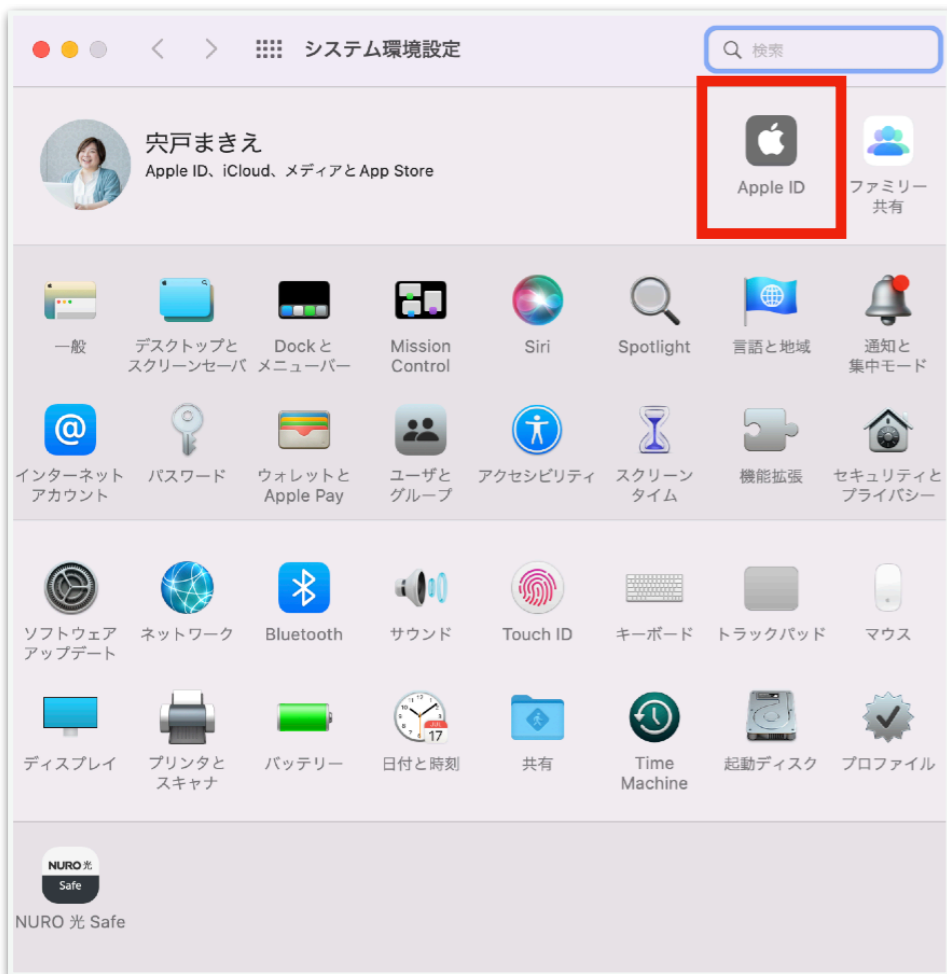 システム環境設定
検索
宍戸まきえ
Apple ID、iCloud、メディアとApp Store
Apple ID
ファミリー
共有
一般
デスクトップと
スクリーンセーバ
Dockと
メニューバー
Mission
Control
Siri
Spotlight
言語と地域
通知と
集中モード
@
インターネット
アカウント
パスワード
ウォレットと
Apple Pay
ユーザと
グループ
アクセシビリティ
スクリーン
タイム
機能拡張
セキュリティと
プライバシー
ソフトウェア
アップデート
ネットワーク
Bluetooth
サウンド
Touch ID
キーボード
トラックパッド
マウス
ディスプレイ
プリンタと
スキャナ
バッテリー
JUL
17
日付と時刻
共有
Time
Machine
起動ディスク
プロファイル
NURO 光
Safe
NURO 光 Safe